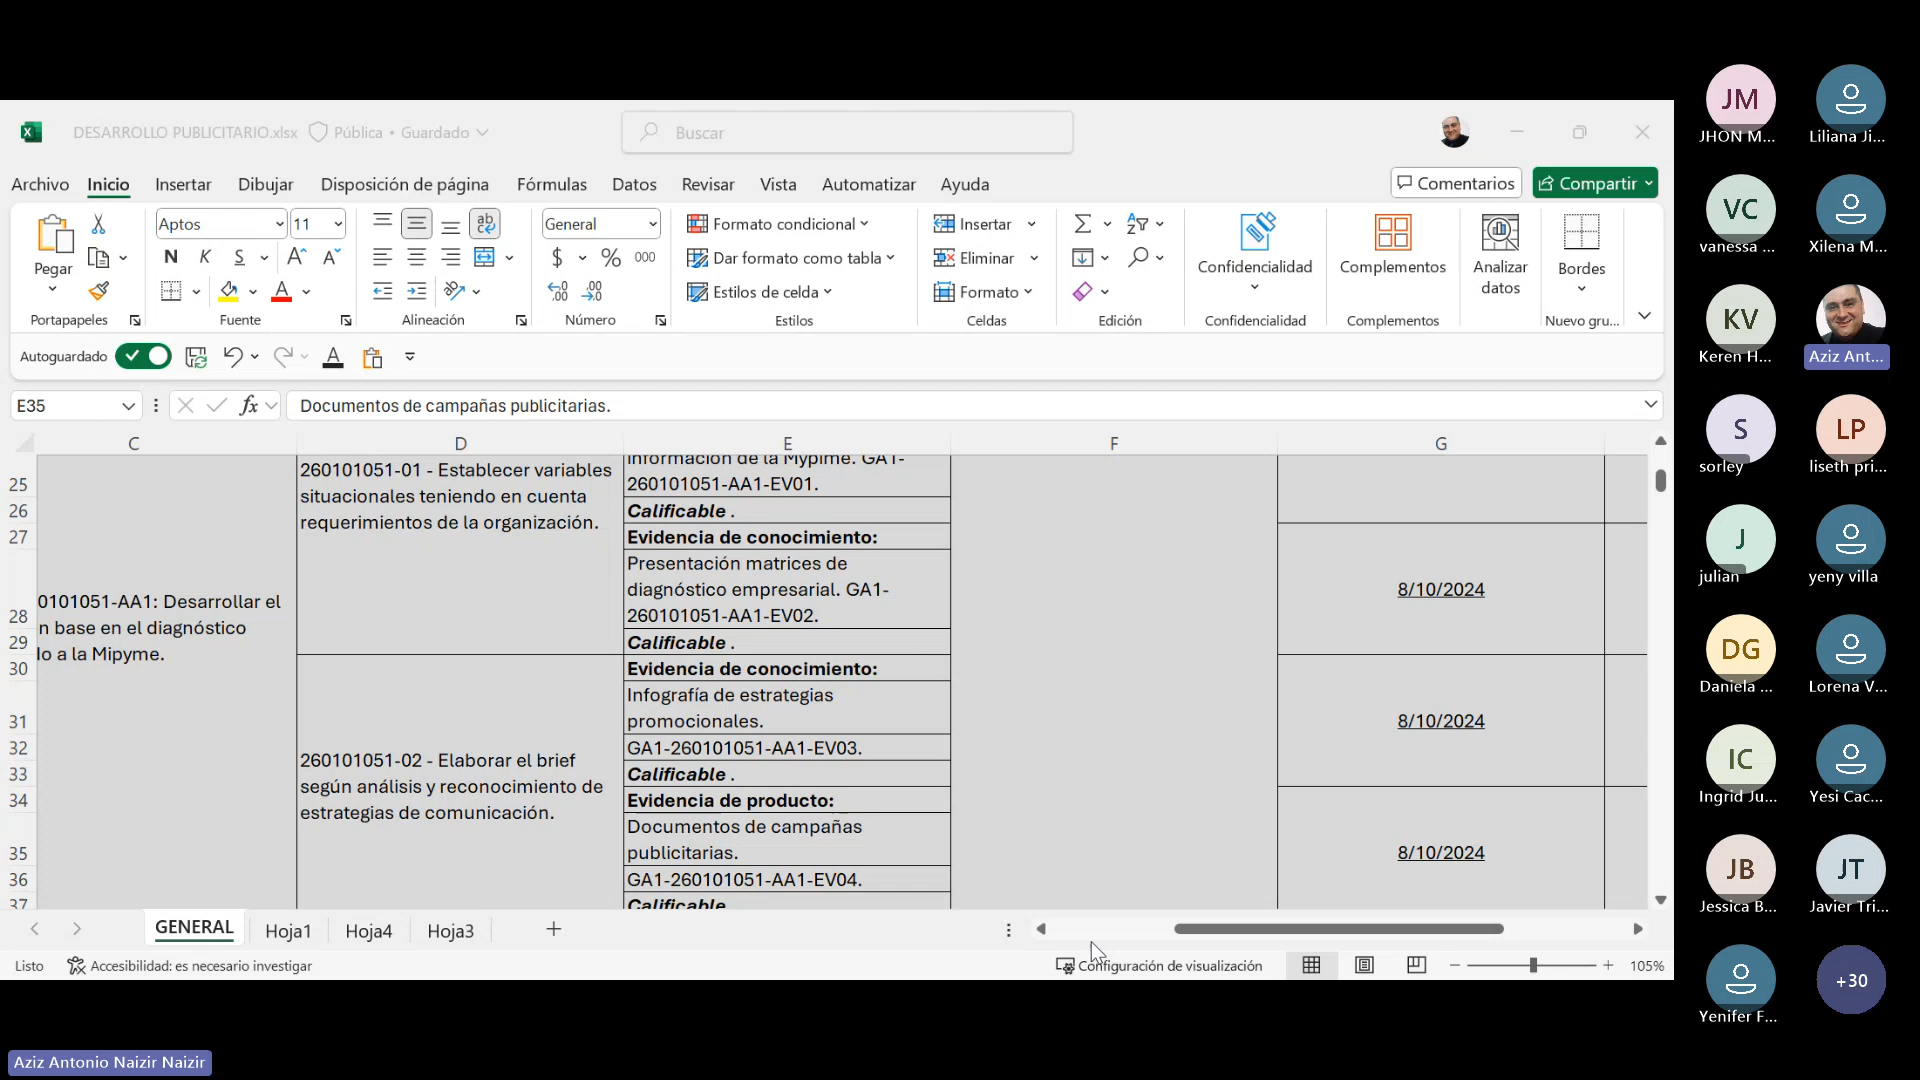 DESARROLLO PUBLICITARIO.xlsx
Pública • Guardado
Buscar
Archivo Inicio Insertar Dibujar Disposición de página Fórmulas Datos Revisar Vista Automatizar Ayuda
Comentarios
Compartir
Pegar
Portapapeles
Aptos
11
N K S
Fuente
Alineación
General
$ % 000
Número
Formato condicional
Dar formato como tabla
Estilos de celda
Estilos
Insertar
Eliminar
Formato
Celdas
Edición
Confidencialidad
Confidencialidad
Complementos
Complementos
Analizar
datos
Bordes
Nuevo gru...
Autoguardado
E35
fx
Documentos de campañas publicitarias.
C D E F G
25
26
27
28
29
30
31
32
33
34
35
36
37
0101051-AA1: Desarrollar el
n base en el diagnóstico
lo a la Mipyme.
260101051-01 - Establecer variables
situacionales teniendo en cuenta
requerimientos de la organización.
260101051-02 - Elaborar el brief
según análisis y reconocimiento de
estrategias de comunicación.
información de la Mypime. GA1-
260101051-AA1-EV01.
Calificable .
Evidencia de conocimiento:
Presentación matrices de
diagnóstico empresarial. GA1-
260101051-AA1-EV02.
Calificable .
Evidencia de conocimiento:
Infografía de estrategias
promocionales.
GA1-260101051-AA1-EV03.
Calificable .
Evidencia de producto:
Documentos de campañas
publicitarias.
GA1-260101051-AA1-EV04.
Calificable
8/10/2024
8/10/2024
8/10/2024
GENERAL Hoja1 Hoja4 Hoja3
Listo
Accesibilidad: es necesario investigar
Configuración de visualización
105%
JM
JHON M...
Liliana Ji...
VC
vanessa ...
Xilena M...
KV
Keren H...
Aziz Ant...
S
sorley
LP
liseth pri...
J
julian
yeny villa
DG
Daniela ...
Lorena V...
IC
Ingrid Ju...
Yesi Cac...
JB
Jessica B...
JT
Javier Tri...
Yenifer F...
+30
Aziz Antonio Naizir Naizir